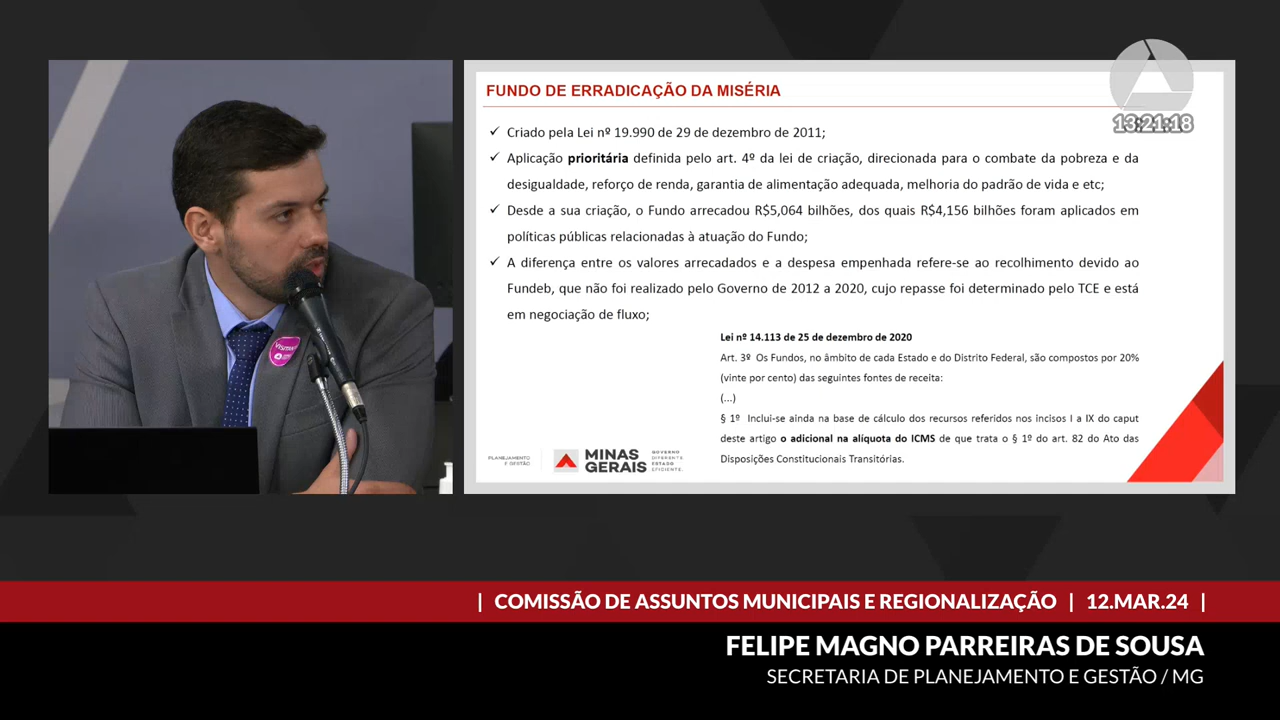 FUNDO DE ERRADICAÇÃO DA MISÉRIA
13:21:18
✓ Criado pela Lei nº 19.990 de 29 de dezembro de 2011;
✓ Aplicação prioritária definida pelo art. 4º da lei de criação, direcionada para o combate da pobreza e da
desigualdade, reforço de renda, garantia de alimentação adequada, melhoria do padrão de vida e etc;
✓ Desde a sua criação, o Fundo arrecadou R$5,064 bilhões, dos quais R$4,156 bilhões foram aplicados em
políticas públicas relacionadas à atuação do Fundo;
✓ A diferença entre os valores arrecadados e a despesa empenhada refere-se ao recolhimento devido ao
Fundeb, que não foi realizado pelo Governo de 2012 a 2020, cujo repasse foi determinado pelo TCE e está
em negociação de fluxo;
Lei nº 14.113 de 25 de dezembro de 2020
Art. 3º Os Fundos, no âmbito de cada Estado e do Distrito Federal, são compostos por 20%
(vinte por cento) das seguintes fontes de receita:
(...)
§ 1º Inclui-se ainda na base de cálculo dos recursos referidos nos incisos I a IX do caput
deste artigo o adicional na alíquota do ICMS de que trata o § 1º do art. 82 do Ato das
Disposições Constitucionais Transitórias.
PLANEJAMENTO
E GESTÃO
MINAS
GERAIS
GOVERNO
DIFERENTE.
ESTADO
EFICIENTE.
| COMISSÃO DE ASSUNTOS MUNICIPAIS E REGIONALIZAÇÃO | 12.MAR.24 |
FELIPE MAGNO PARREIRAS DE SOUSA
SECRETARIA DE PLANEJAMENTO E GESTÃO / MG